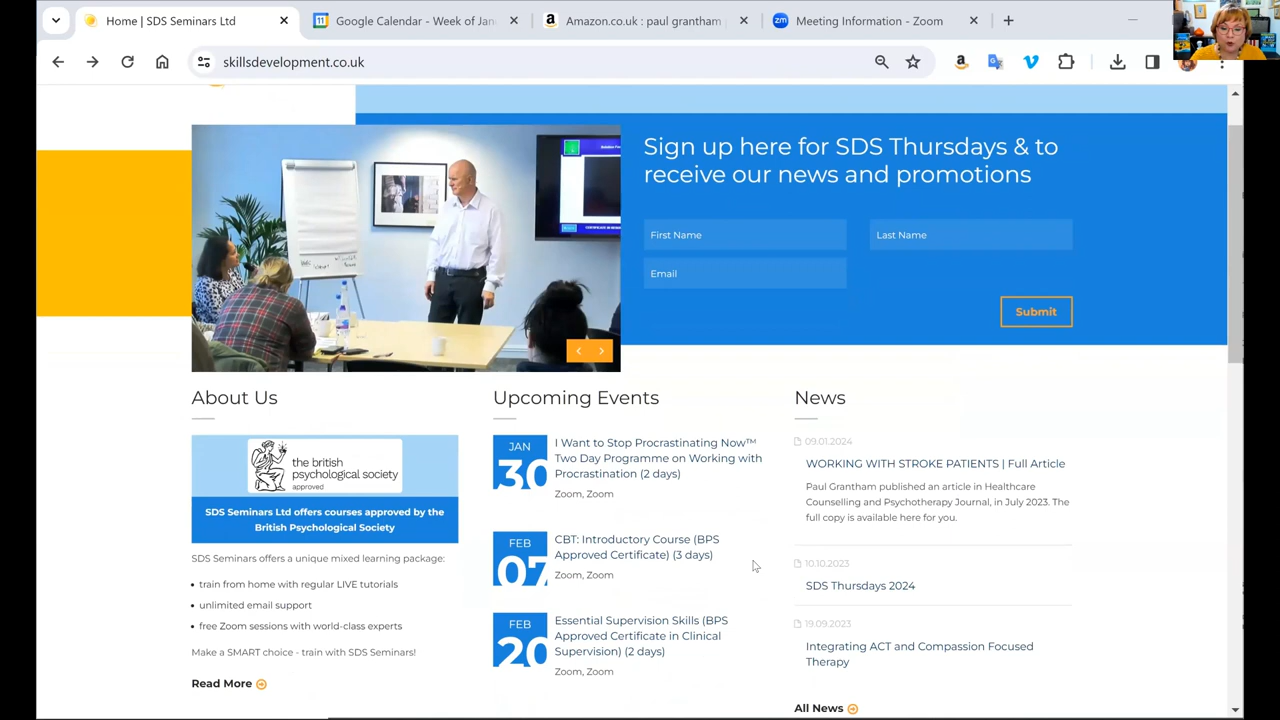 Home | SDS Seminars Ltd
Google Calendar - Week of Jan
Amazon.co.uk : paul grantham
Meeting Information - Zoom
skillsdevelopment.co.uk
Sign up here for SDS Thursdays & to
receive our news and promotions
First Name
Last Name
Email
Submit
About Us
the british
psychological society
approved
SDS Seminars Ltd offers courses approved by the
British Psychological Society
SDS Seminars offers a unique mixed learning package:
train from home with regular LIVE tutorials
unlimited email support
free Zoom sessions with world-class experts
Make a SMART choice - train with SDS Seminars!
Read More
Upcoming Events
JAN
30
I Want to Stop Procrastinating Now™
Two Day Programme on Working with
Procrastination (2 days)
Zoom, Zoom
FEB
07
CBT: Introductory Course (BPS
Approved Certificate) (3 days)
Zoom, Zoom
FEB
20
Essential Supervision Skills (BPS
Approved Certificate in Clinical
Supervision) (2 days)
Zoom, Zoom
News
09.01.2024
WORKING WITH STROKE PATIENTS | Full Article
Paul Grantham published an article in Healthcare
Counselling and Psychotherapy Journal, in July 2023. The
full copy is available here for you.
10.10.2023
SDS Thursdays 2024
19.09.2023
Integrating ACT and Compassion Focused
Therapy
All News